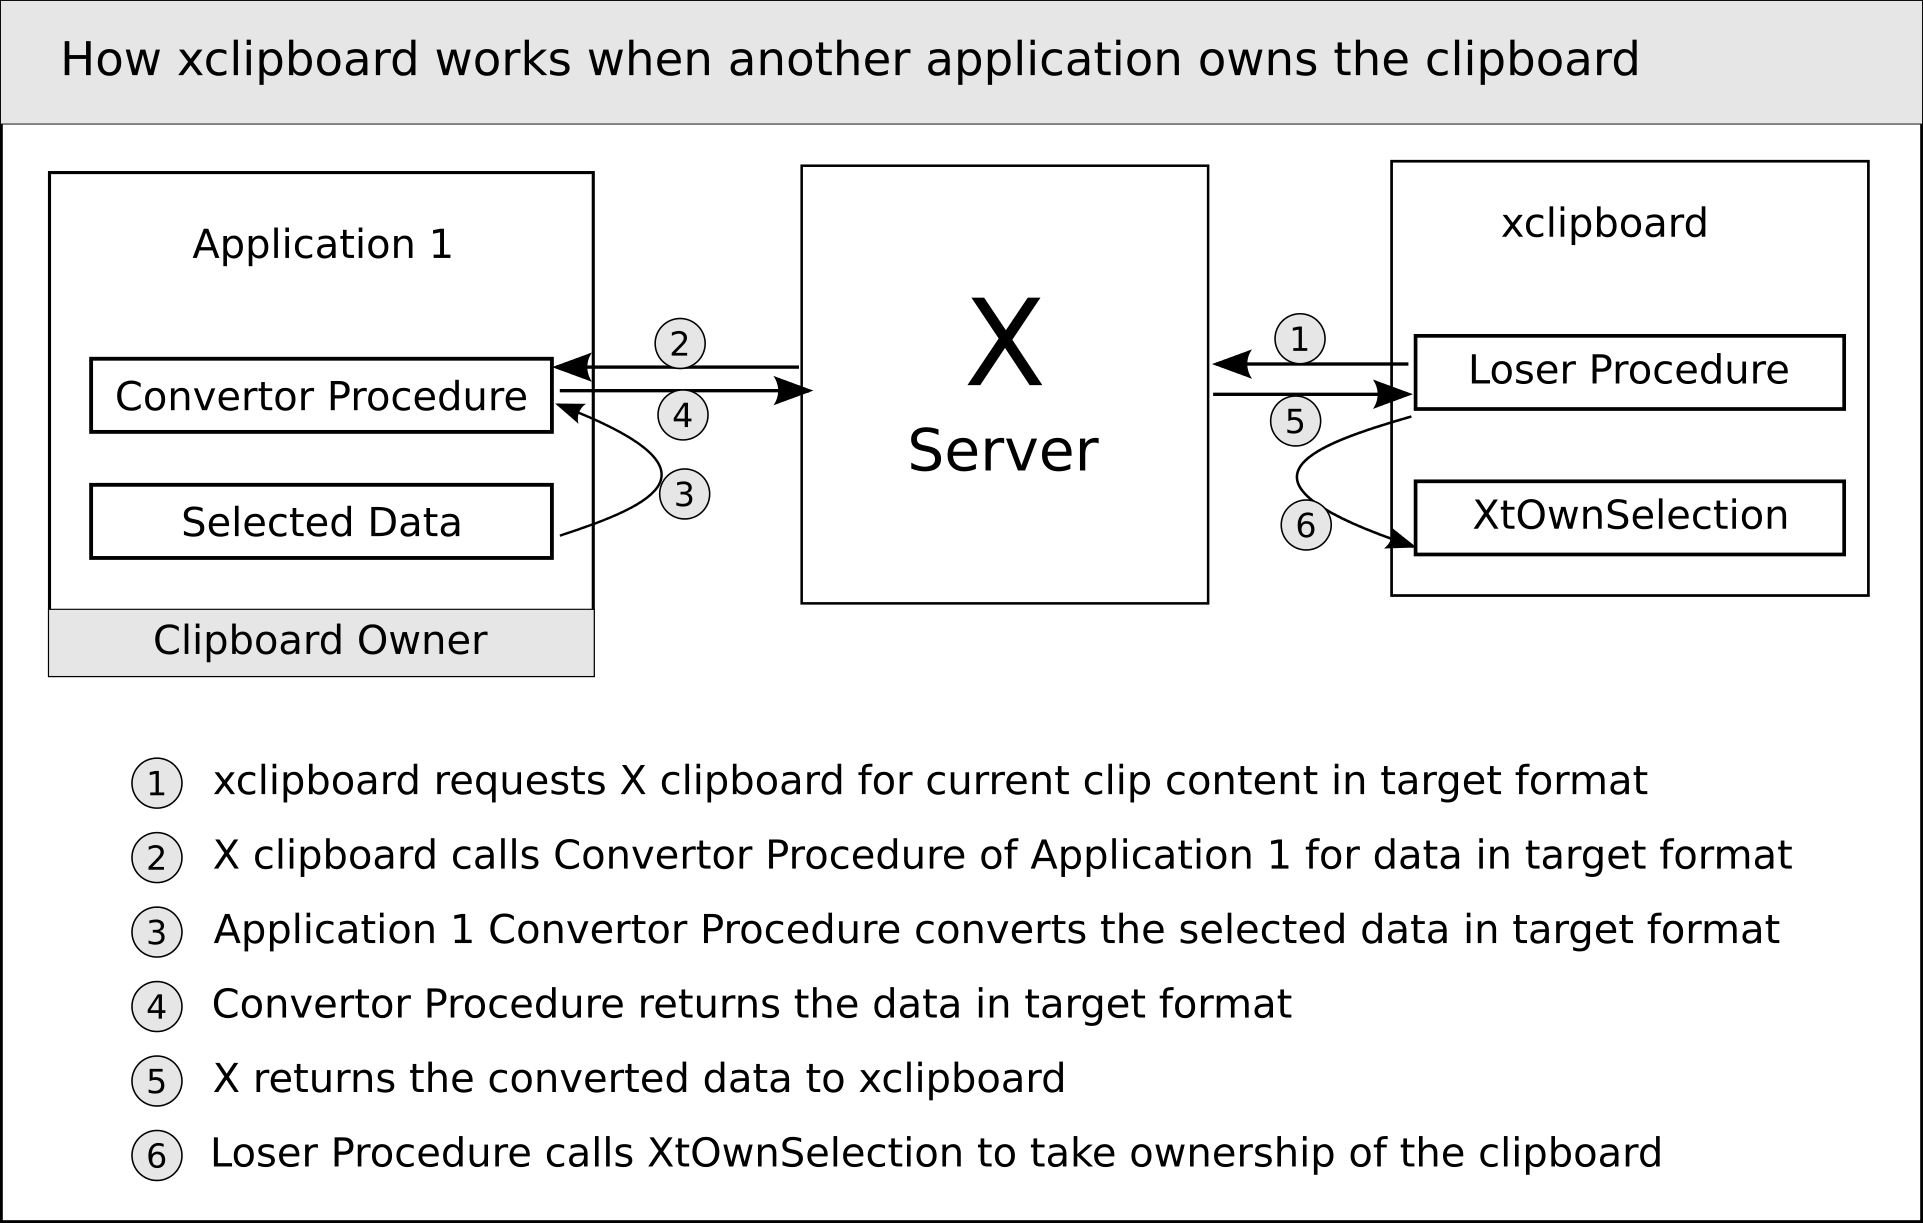 How xclipboard works when another application owns the clipboard
Application 1
Convertor Procedure
Selected Data
Clipboard Owner
2
4
3
X
Server
1
5
6
xclipboard
Loser Procedure
XtOwnSelection
1 xclipboard requests X clipboard for current clip content in target format
2 X clipboard calls Convertor Procedure of Application 1 for data in target format
3 Application 1 Convertor Procedure converts the selected data in target format
4 Convertor Procedure returns the data in target format
5 X returns the converted data to xclipboard
6 Loser Procedure calls XtOwnSelection to take ownership of the clipboard